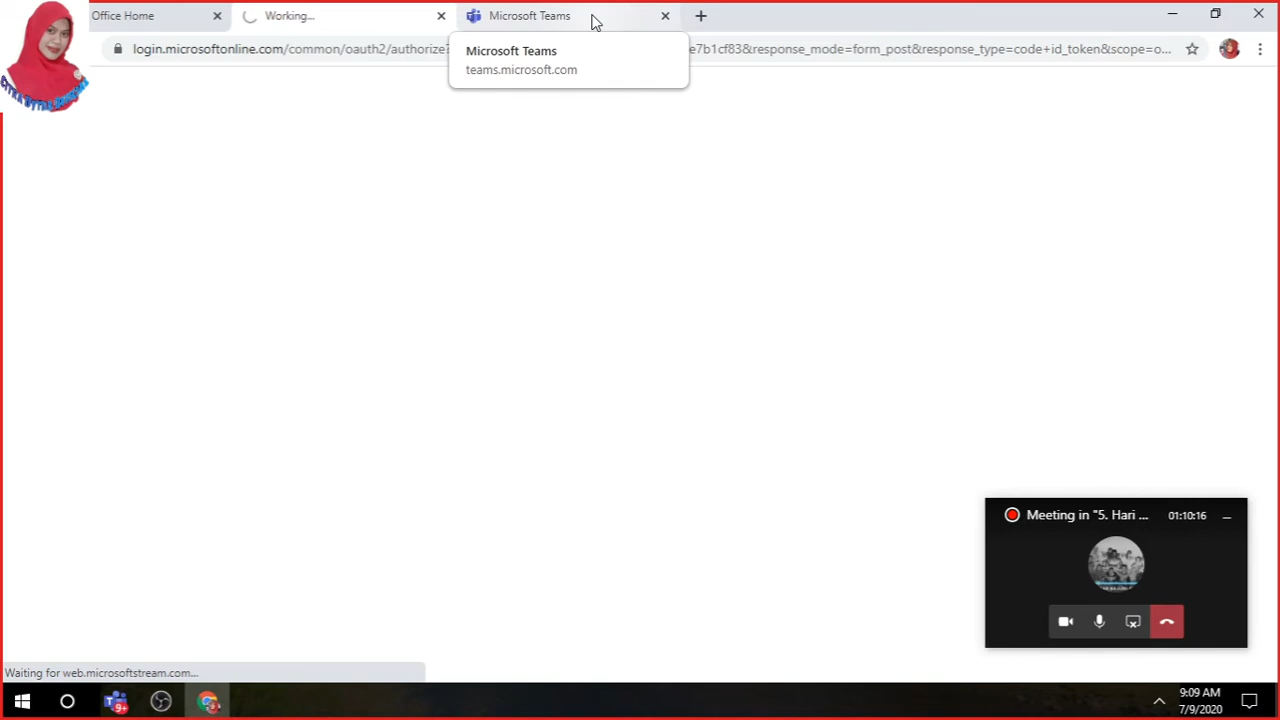 Office Home
Working...
Microsoft Teams
login.microsoftonline.com/common/oauth2/authorize?
e7b1cf83&response_mode=form_post&response_type=code+id_token&scope=o...
Microsoft Teams
teams.microsoft.com
Meeting in "5. Hari ...
01:10:16
Waiting for web.microsoftstream.com...
9+
9:09 AM
7/9/2020